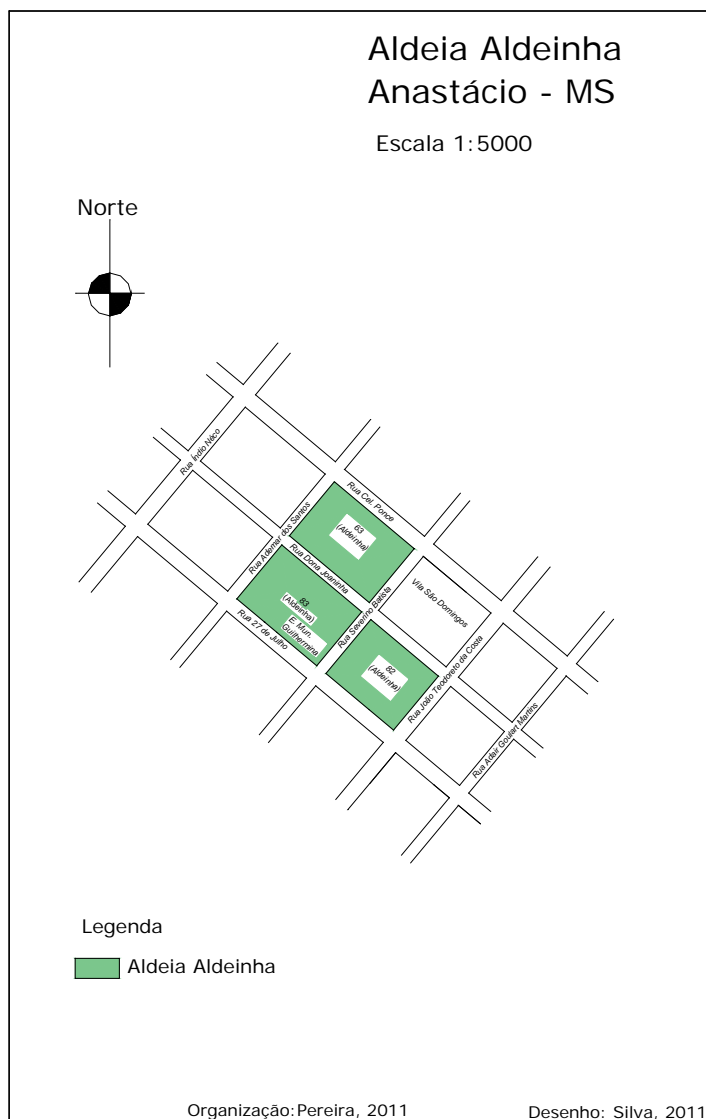 Aldeia Aldeinha
Anastácio - MS
Escala 1:5000
Norte
Rua Índio Néco
Rua Cel. Ponce
63
(Aldeinha)
Rua Ademar dos Santos
Rua Dona Joaninha
Vila São Domingos
83
(Aldeinha)
E. Mun.
Guilhermina
Rua Severino Batista
Rua 27 de Julho
82
(Aldeinha)
Rua João Teodoreto da Costa
Rua Adair Goulart Martins
Legenda
Aldeia Aldeinha
Organização:Pereira, 2011
Desenho: Silva, 2011